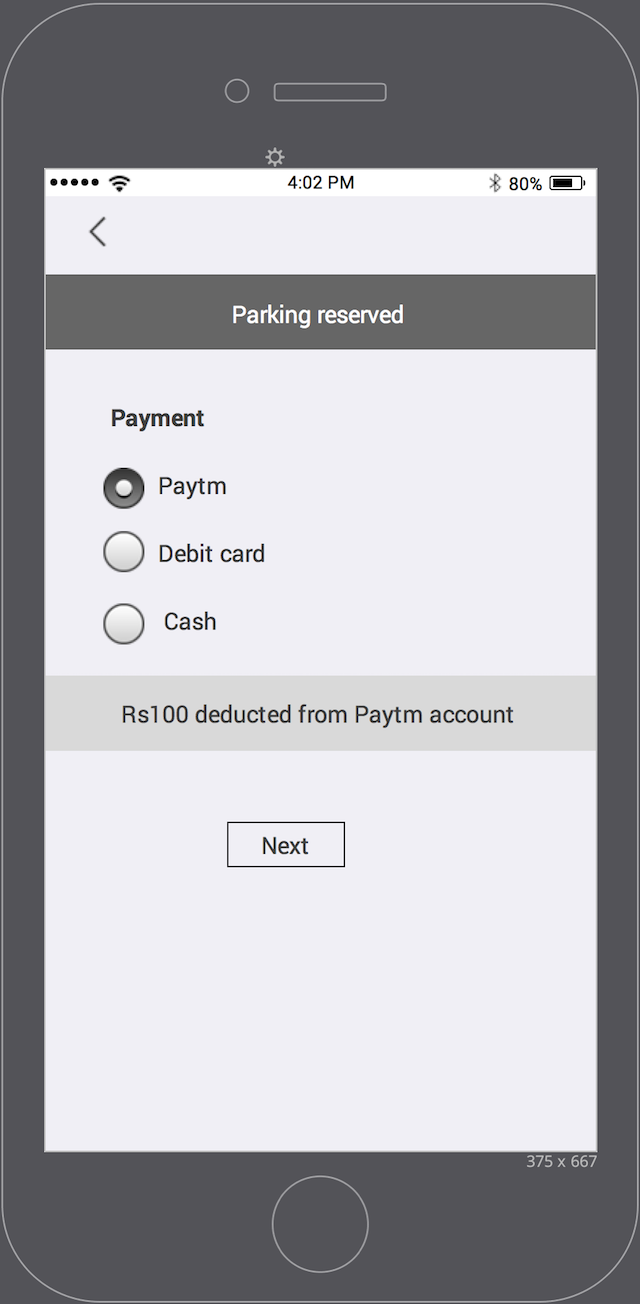 4:02 PM 80%
Parking reserved
Payment
Paytm
Debit card
Cash
Rs100 deducted from Paytm account
Next
375 x 667